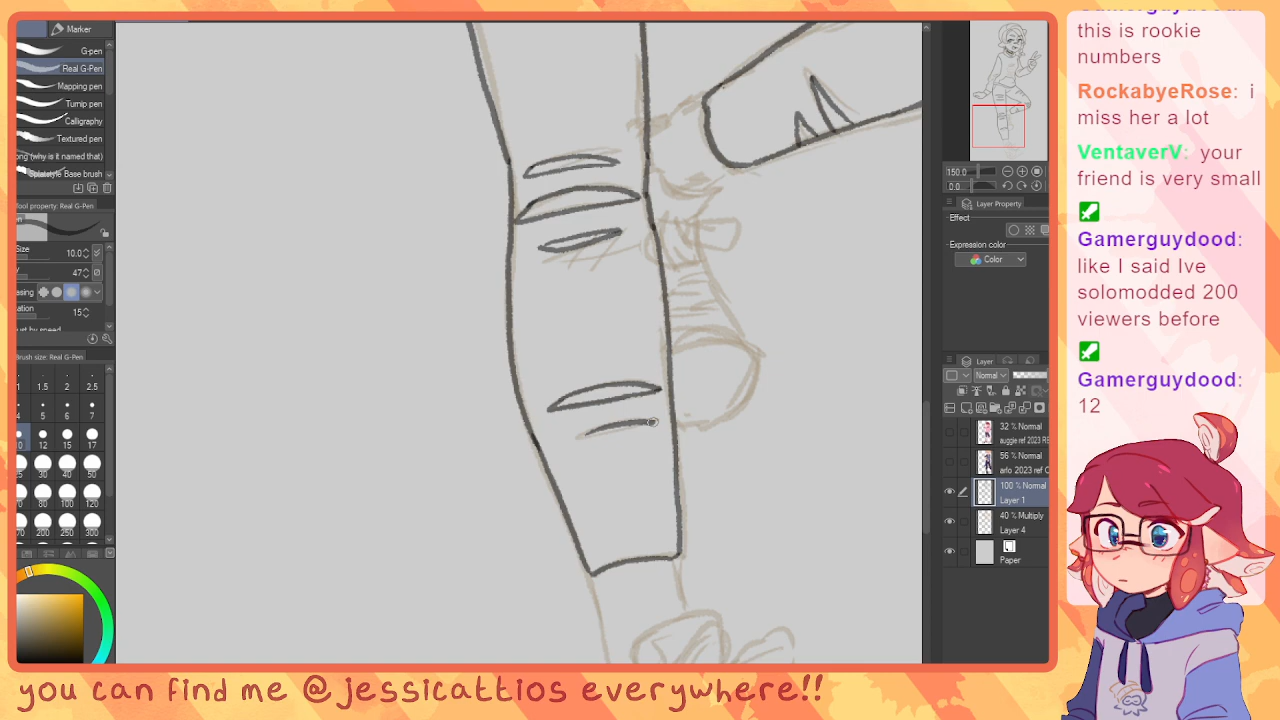 Marker
G-pen
Real G-Pen
Mapping pen
Turnip pen
Calligraphy
Textured pen
(why is it named that)
Splatstyle Base brush
tool property: Real G-Pen
Size
10.0
47
15
Brush size: Real G-Pen
1 1.5 2 2.5
4 5 6 7
10 12 15 17
25 30 40 50
70 80 100 120
170 200 250 300
150.0
0.0
Layer Property
Effect
Expression color
Color
Layer
Normal
32 % Normal
auggie ref 2023 RE
56 % Normal
arlo 2023 ref C
100 % Normal
Layer 1
40 % Multiply
Layer 4
Paper
this is rookie
numbers
RockabyeRose: i
miss her a lot
VentaverV: your
friend is very small
Gamerguydood:
like I said Ive
solomodded 200
viewers before
Gamerguydood:
12
you can find me @jessicattios everywhere!!